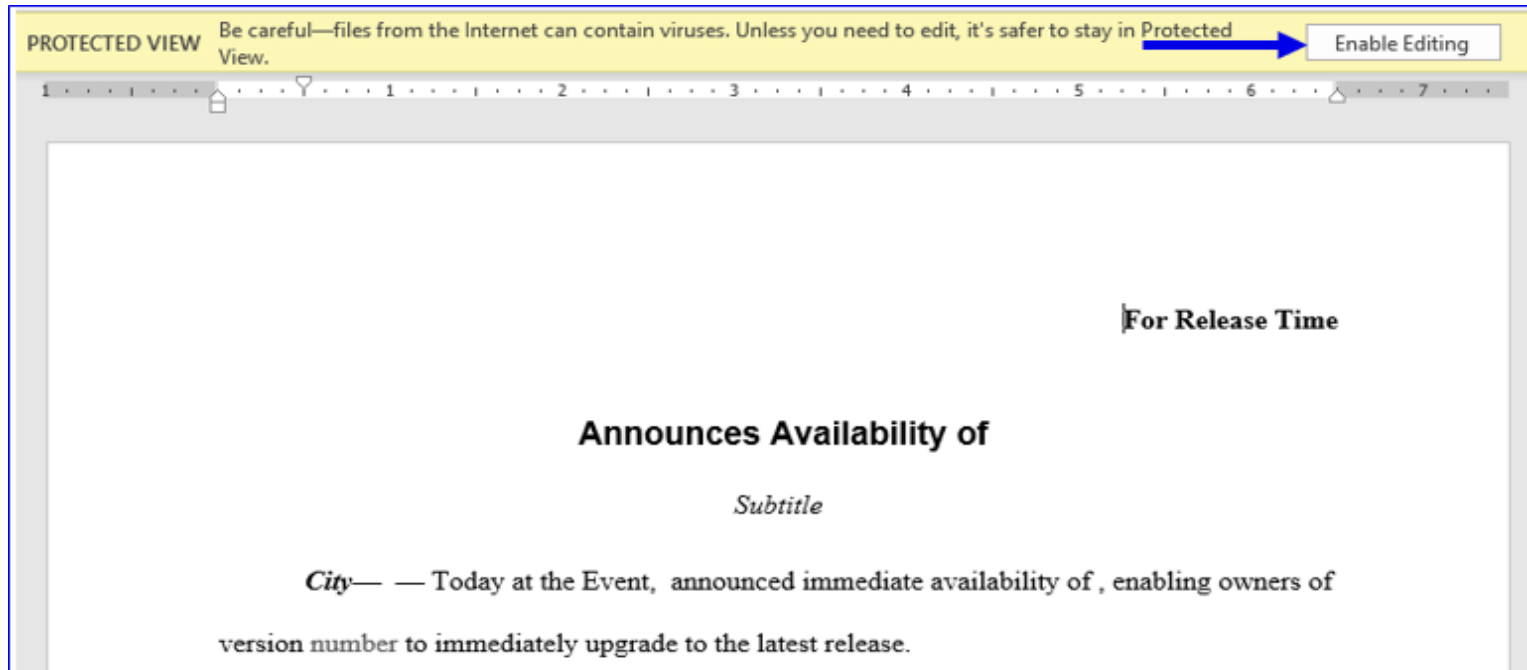 PROTECTED VIEW Be careful—files from the Internet can contain viruses. Unless you need to edit, it's safer to stay in Protected
View.
Enable Editing
1 1 2 3 4 5 6 7
For Release Time
Announces Availability of
Subtitle
City— — Today at the Event,  announced immediate availability of , enabling owners of
version number to immediately upgrade to the latest release.